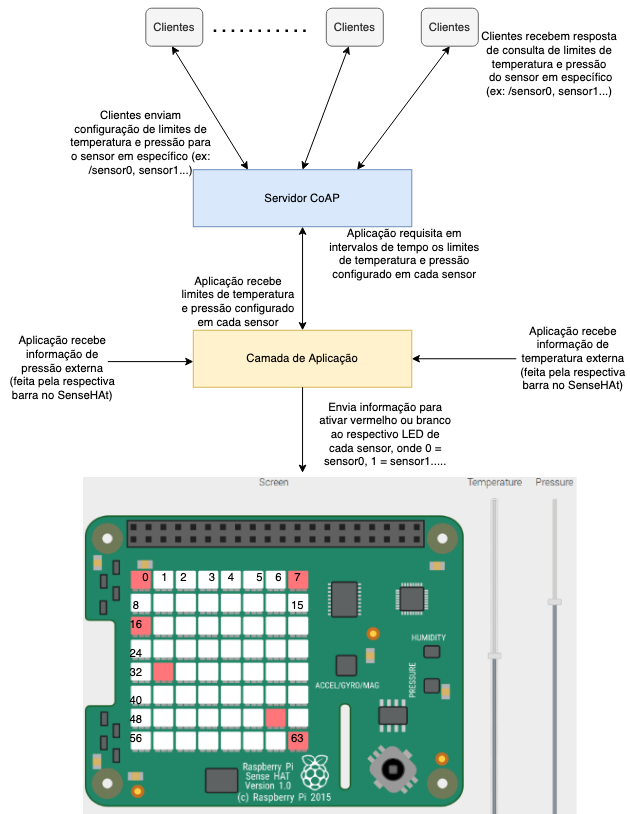 Clientes
Clientes
Clientes
Clientes recebem resposta
de consulta de limites de
temperatura e pressão
do sensor em específico
(ex: /sensor0, sensor1...)
Clientes enviam
configuração de limites de
temperatura e pressão para
o sensor em específico (ex:
/sensor0, sensor1...)
Servidor CoAP
Aplicação requisita em
intervalos de tempo os limites
de temperatura e pressão
configurado em cada sensor
Aplicação recebe
limites de temperatura
e pressão configurado
em cada sensor
Aplicação recebe
informação de
pressão externa
(feita pela respectiva
barra no SenseHAt)
Camada de Aplicação
Aplicação recebe
informação de
temperatura externa
(feita pela respectiva
barra no SenseHAt)
Envia informação para
ativar vermelho ou branco
ao respectivo LED de
cada sensor, onde 0 =
sensor0, 1 = sensor1.....
Screen
Temperature
Pressure
0 1 2 3 4 5 6 7
8 15
16
24
32
40
48
56 63
HUMIDITY
PRESSURE
ACCEL/GYRO/MAG
Raspberry Pi
Sense HAT
Version 1.0
(c) Raspberry Pi 2015